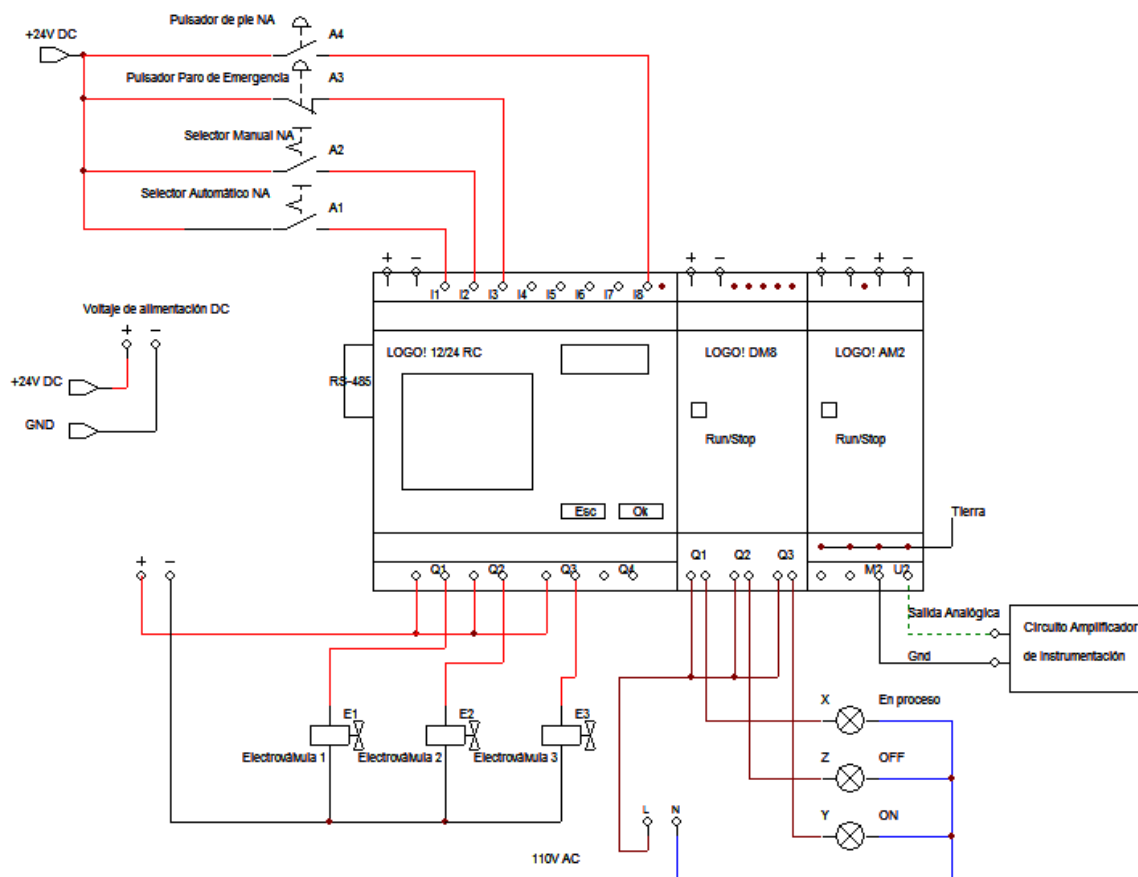 Pulsador de pie NA
+24V DC
A4
Pulsador Paro de Emergencia
A3
Selector Manual NA
A2
Selector Automático NA
A1
+ −
+ −
+ − + −
I1 I2 I3 I4 I5 I6 I7 I8
Voltaje de alimentación DC
+ −
LOGO! 12/24 RC
LOGO! DM8
LOGO! AM2
RS-485
+24V DC
GND
Run/Stop
Run/Stop
Esc
Ok
Tierra
+ −
Q1 Q2 Q3 Q4
Q1 Q2 Q3
M2 U2
Salida Analógica
Gnd
Circuito Amplificador
de Instrumentación
X
En proceso
E1
E2
E3
Electroválvula 1
Electroválvula 2
Electroválvula 3
Z
OFF
L N
Y
ON
110V AC